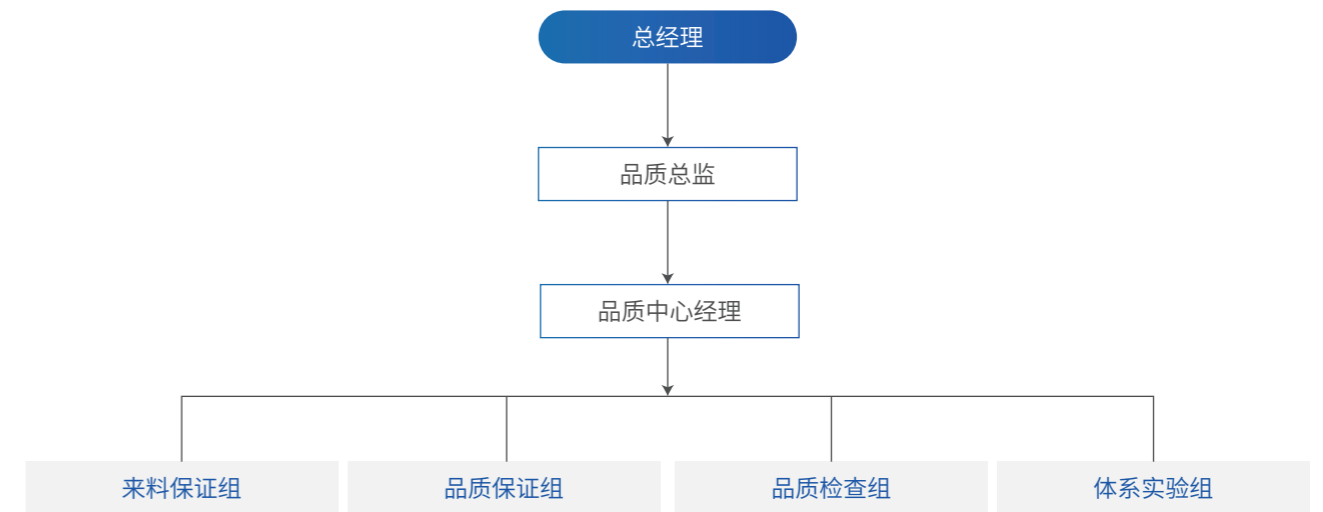 总经理
品质总监
品质中心经理
来料保证组
品质保证组
品质检查组
体系实验组